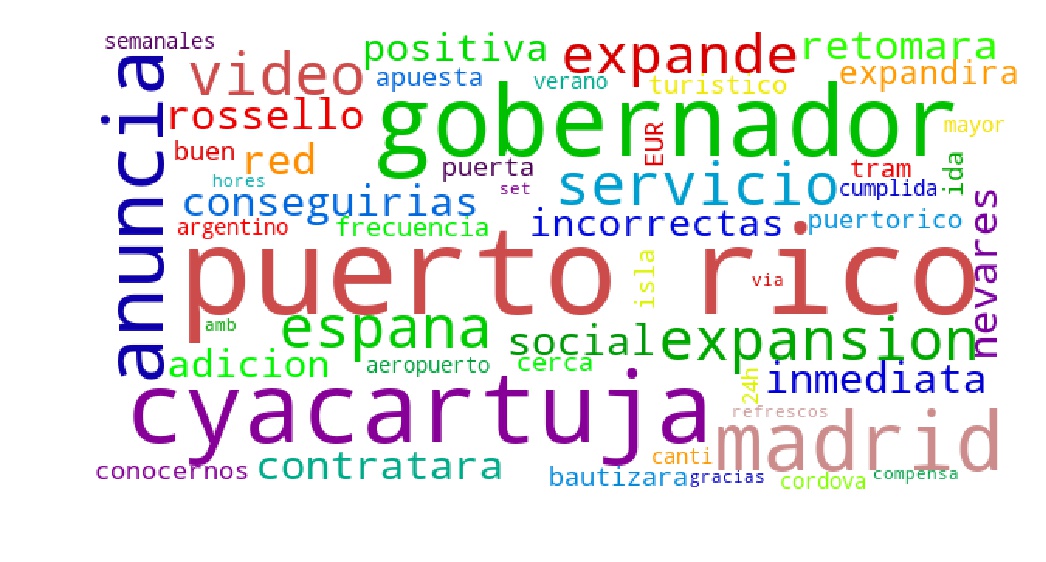 semanales
positiva
expande
retomara
anuncia
video
apuesta
verano
turistico
expandira
rossello
gobernador
EUR
mayor
buen
red
puerta
servicio
tram
ida
hores
set
cumplida
conseguirias
argentino
frecuencia
incorrectas
puertorico
nevares
puerto rico
isla
via
amb
espana
social
expansion
adicion
aeropuerto
cerca
24h
inmediata
cyacartuja
refrescos
madrid
conocernos
contratara
canti
bautizara
gracias
cordova
compensa